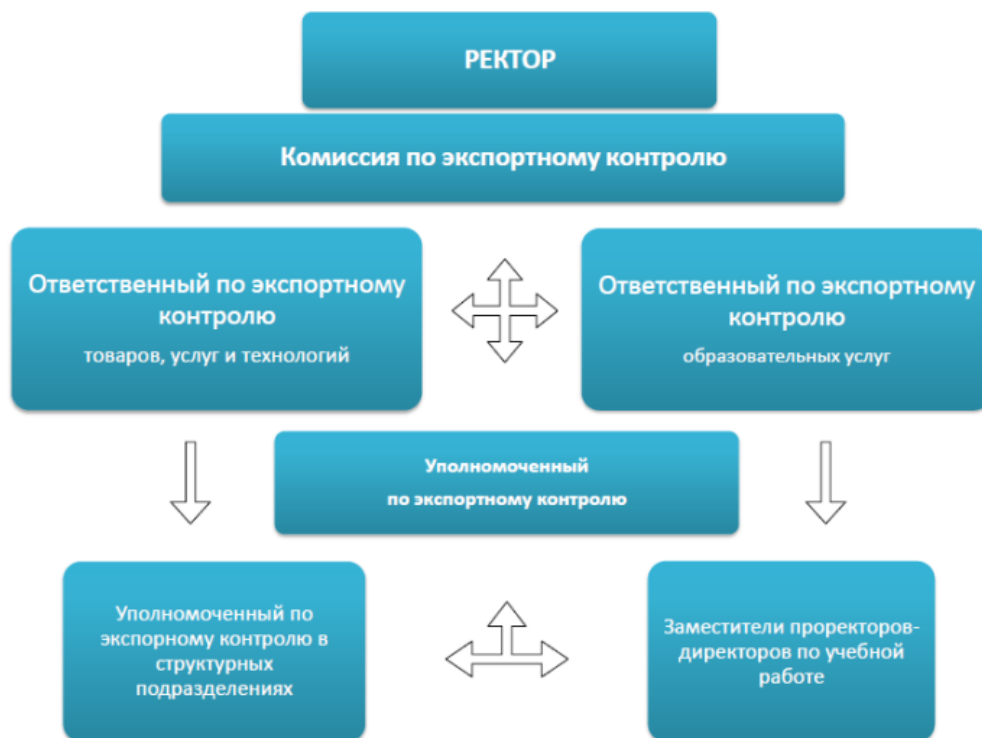 РЕКТОР
Комиссия по экспортному контролю
Ответственный по экспортному
контролю
товаров, услуг и технологий
Ответственный по экспортному
контролю
образовательных услуг
Уполномоченный
по экспортному контролю
Уполномоченный по
экспорному контролю в
структурных
подразделениях
Заместители проректоров-
директоров по учебной
работе